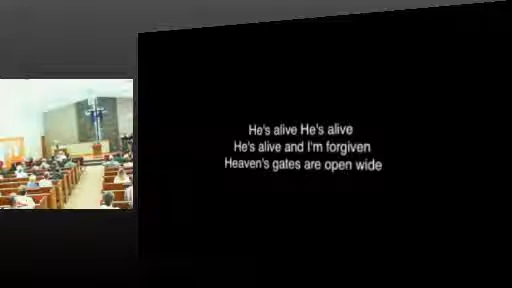 He's alive He's alive
He's alive and I'm forgiven
Heaven's gates are open wide